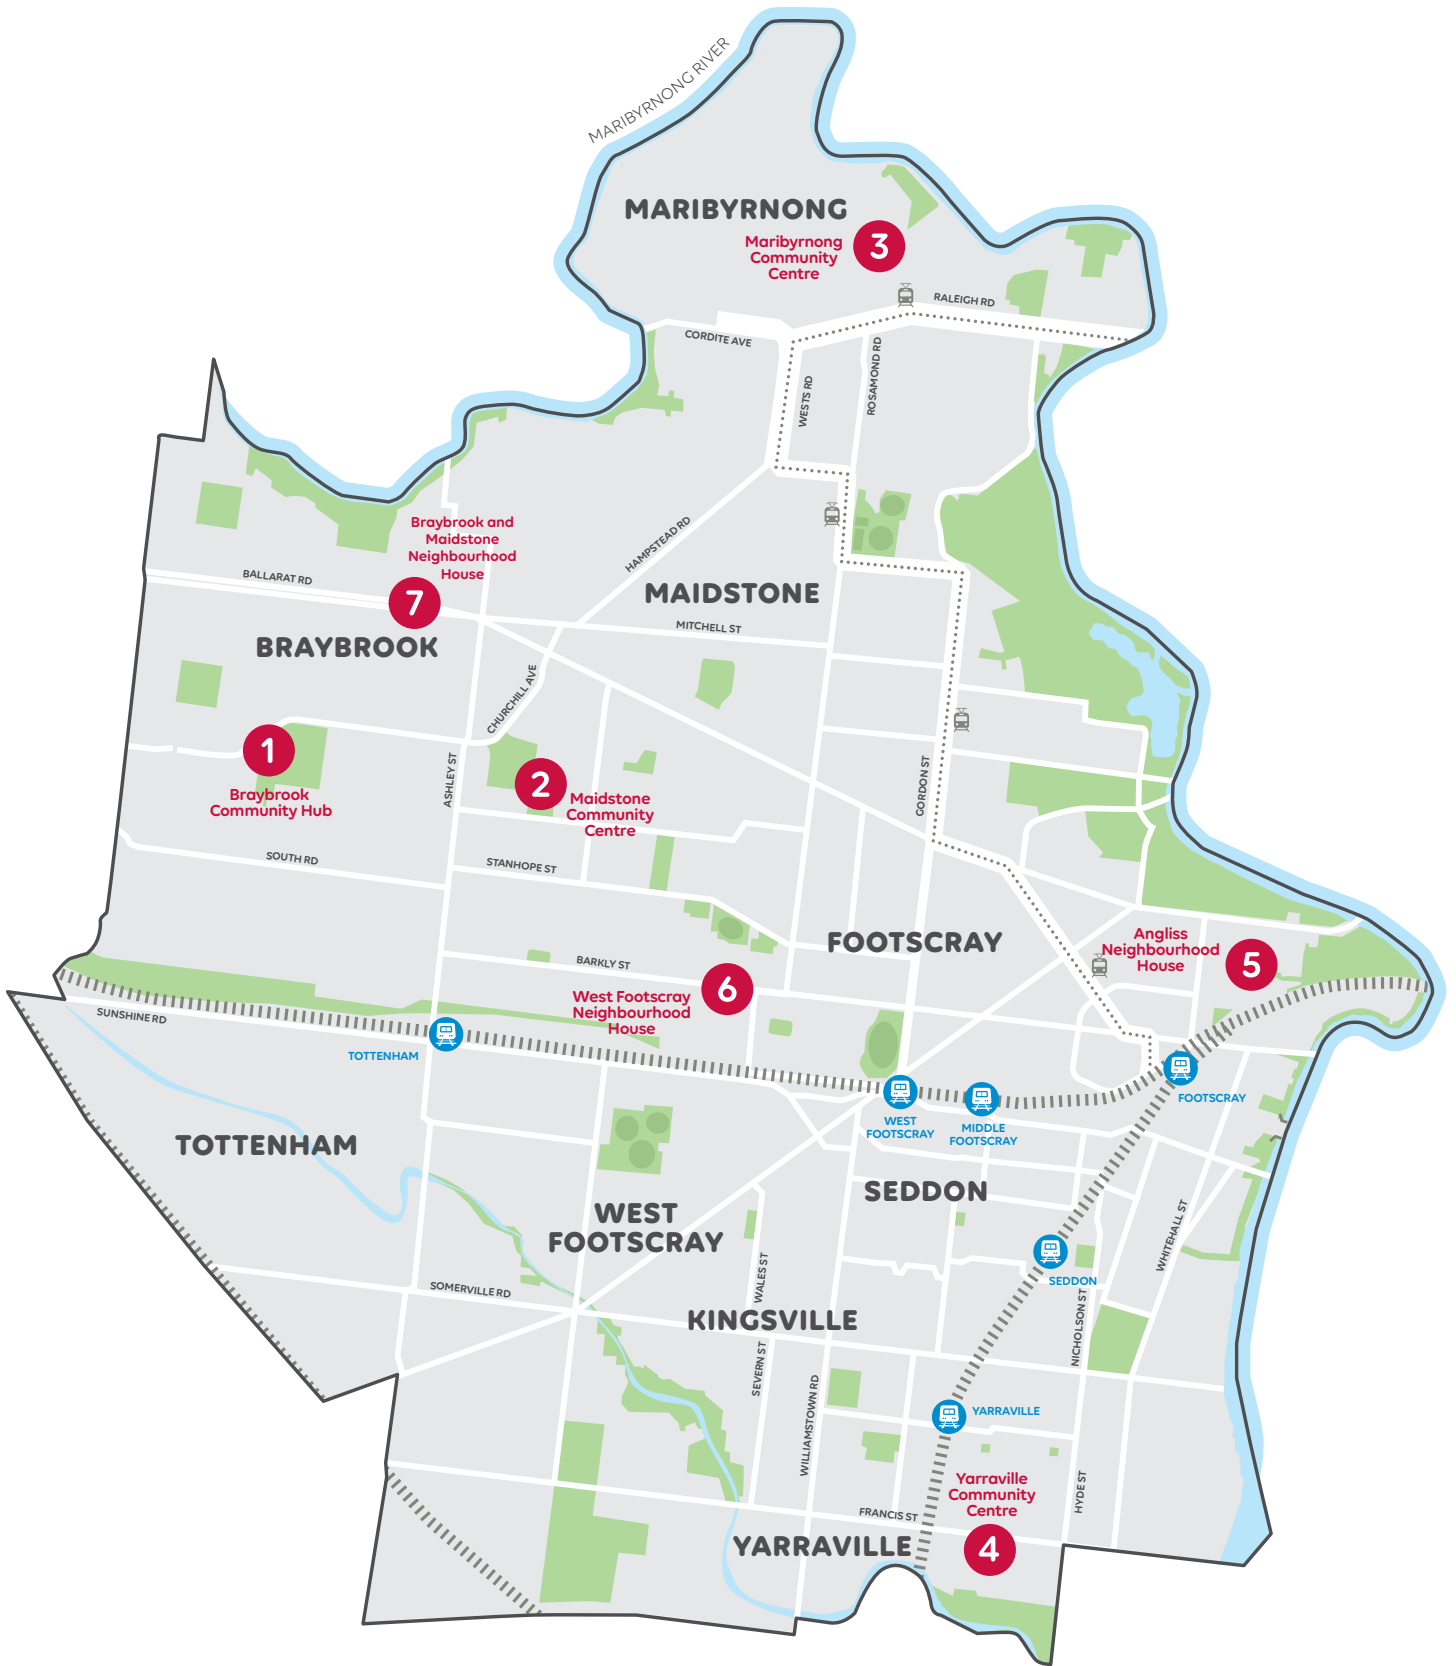 MARIBYRNONG RIVER
MARIBYRNONG
Maribyrnong
Community
Centre
3
RALEIGH RD
CORDITE AVE
WESTS RD
ROSAMOND RD
Braybrook and
Maidstone
Neighbourhood
House
7
HAMPSTEAD RD
BALLARAT RD
MAIDSTONE
MITCHELL ST
BRAYBROOK
CHURCHILL AVE
1
Braybrook
Community Hub
ASHLEY ST
2
Maidstone
Community
Centre
GORDON ST
SOUTH RD
STANHOPE ST
FOOTSCRAY
Angliss
Neighbourhood
House
5
BARKLY ST
6
West Footscray
Neighbourhood
House
SUNSHINE RD
TOTTENHAM
WEST
FOOTSCRAY
MIDDLE
FOOTSCRAY
FOOTSCRAY
TOTTENHAM
SEDDON
WEST
FOOTSCRAY
WHITEHALL ST
SEDDON
WALES ST
SOMERVILLE RD
KINGSVILLE
NICHOLSON ST
SEVERN ST
WILLIAMSTOWN RD
YARRAVILLE
Yarraville
Community
Centre
4
HYDE ST
FRANCIS ST
YARRAVILLE